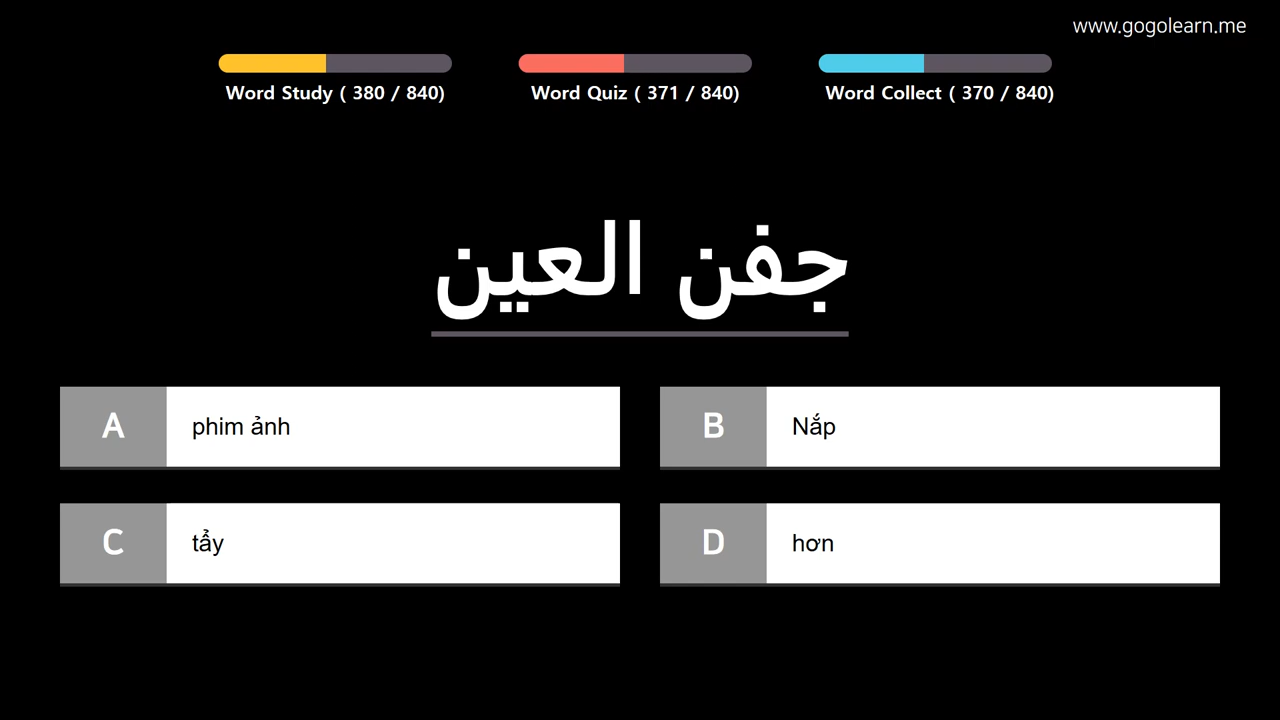 www.gogolearn.me
Word Study ( 380 / 840)
Word Quiz ( 371 / 840)
Word Collect ( 370 / 840)
جفن العين
A phim ảnh
B Nắp
C tẩy
D hơn